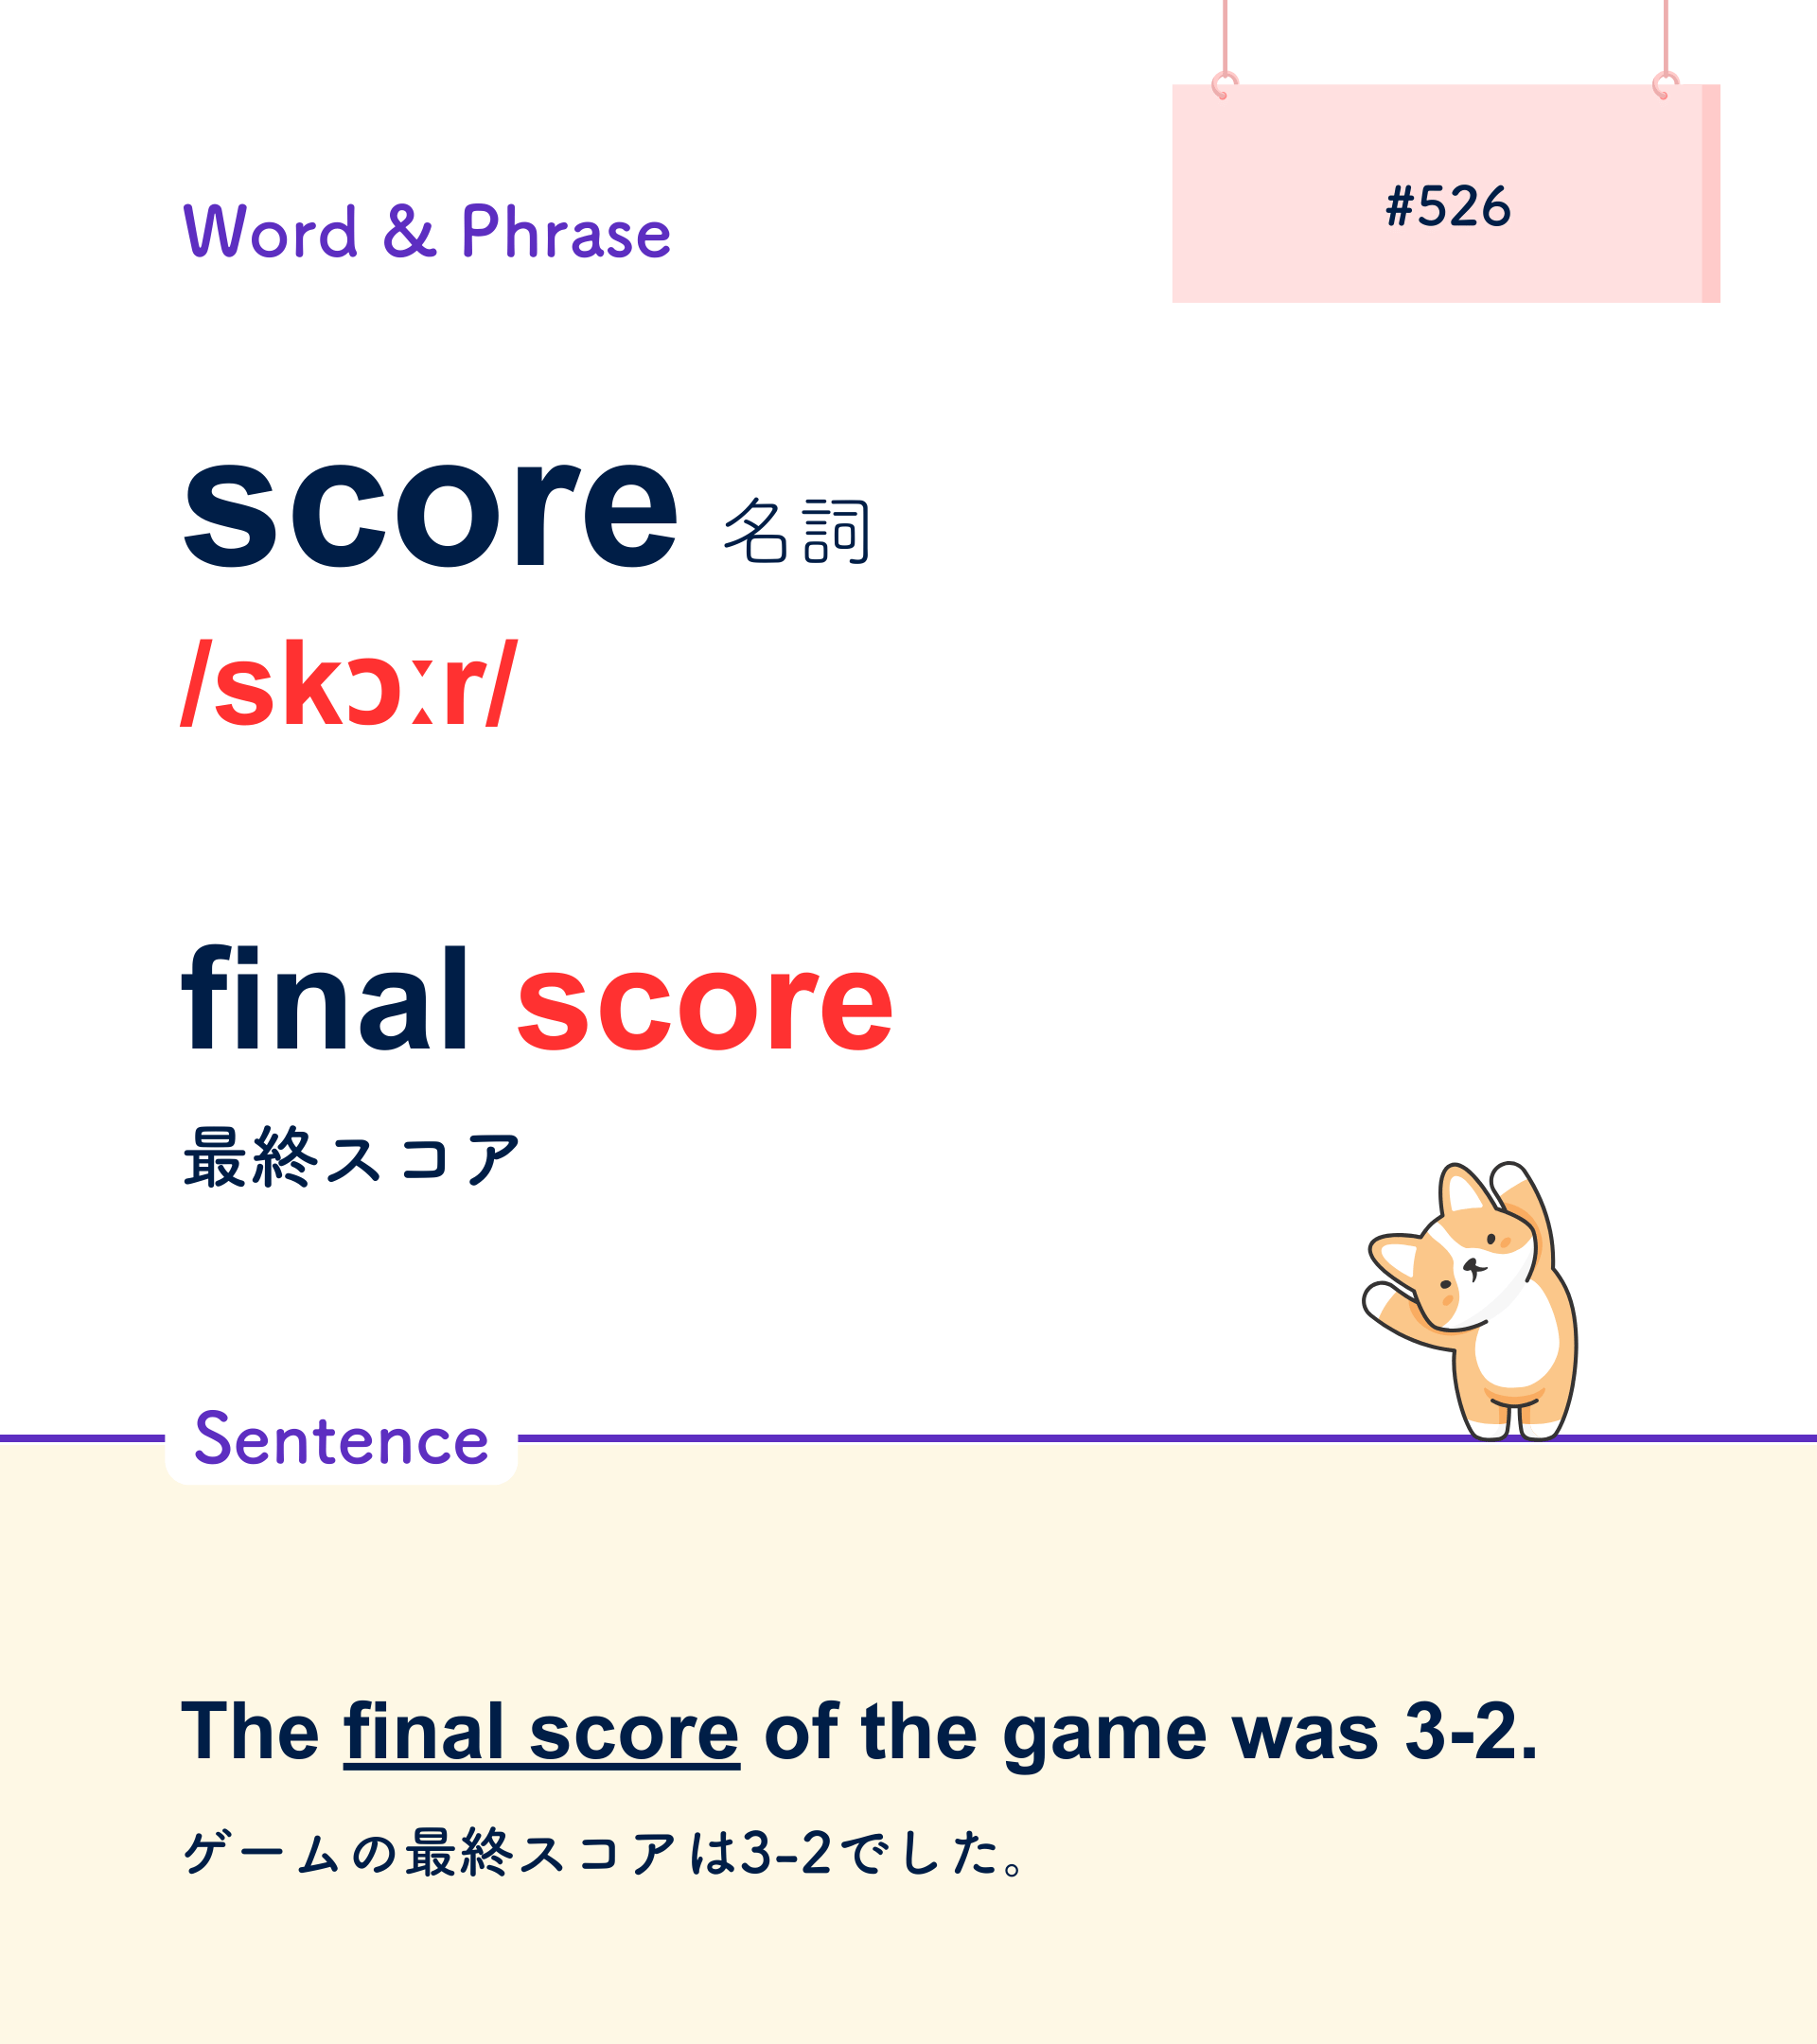 Word & Phrase
#526
score 名詞
/skɔːr/
final score
最終スコア
Sentence
The final score of the game was 3-2.
ゲームの最終スコアは3-2でした。